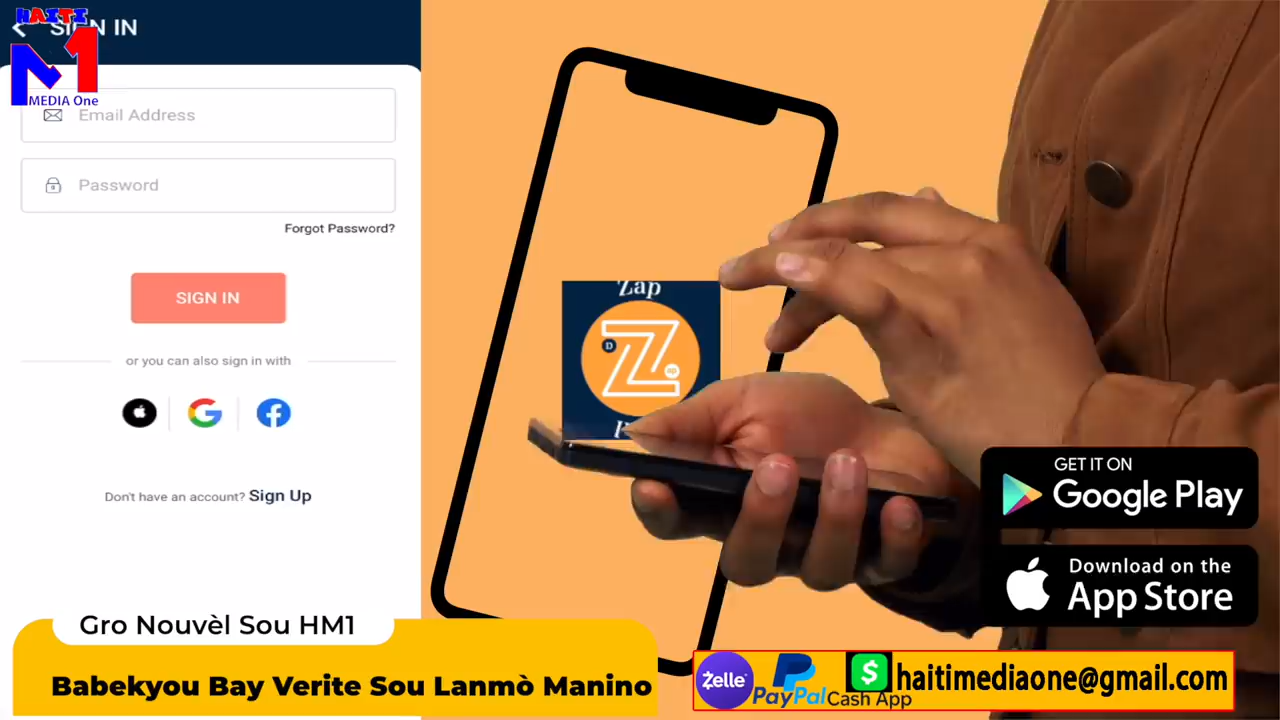 HAITI
SIGN IN
M1
MEDIA One
Email Address
Password
Forgot Password?
SIGN IN
or you can also sign in with
Don't have an account? Sign Up
Zap
Z
D
GET IT ON
Google Play
Download on the
App Store
Gro Nouvèl Sou HM1
Babekyou Bay Verite Sou Lanmò Manino
Zelle
PayPal
$
Cash App
haitimediaone@gmail.com